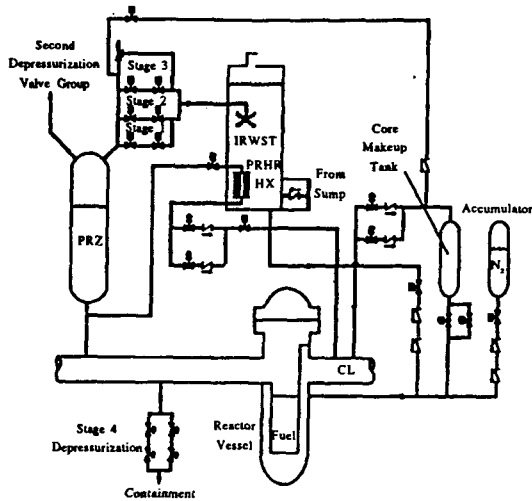 Second
Depressurization
Valve Group
Stage 3
Stage 2
Stage
IRWST
PRHR
HX
From
Sump
Core
Makeup
Tank
Accumulator
PRZ
N2
CL
Stage 4
Depressurization
Reactor
Vessel
Fuel
Containment